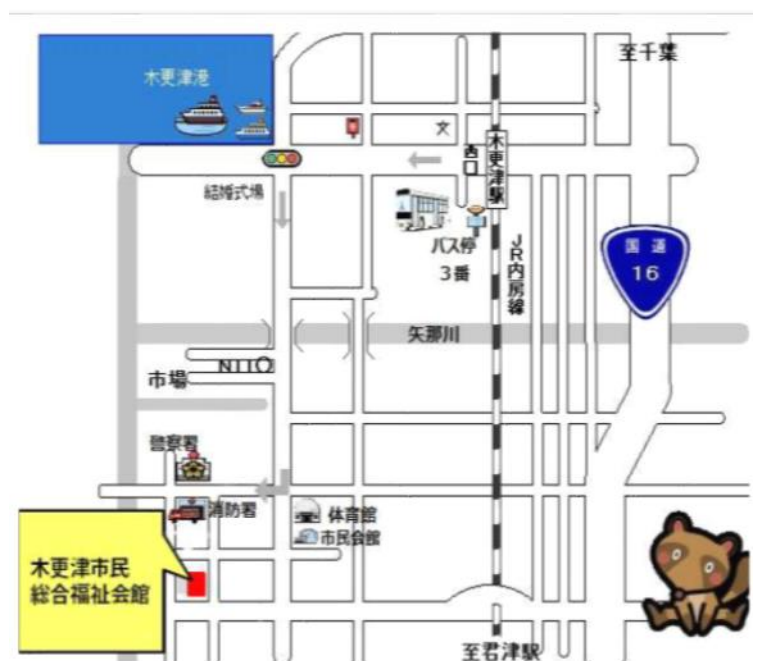 至千葉
木更津港
文
西口
木更津駅
結婚式場
バス停
3番
JR内房線
国道
16
矢那川
NTT
市場
警察署
消防署
体育館
市民会館
木更津市民
総合福祉会館
至君津駅